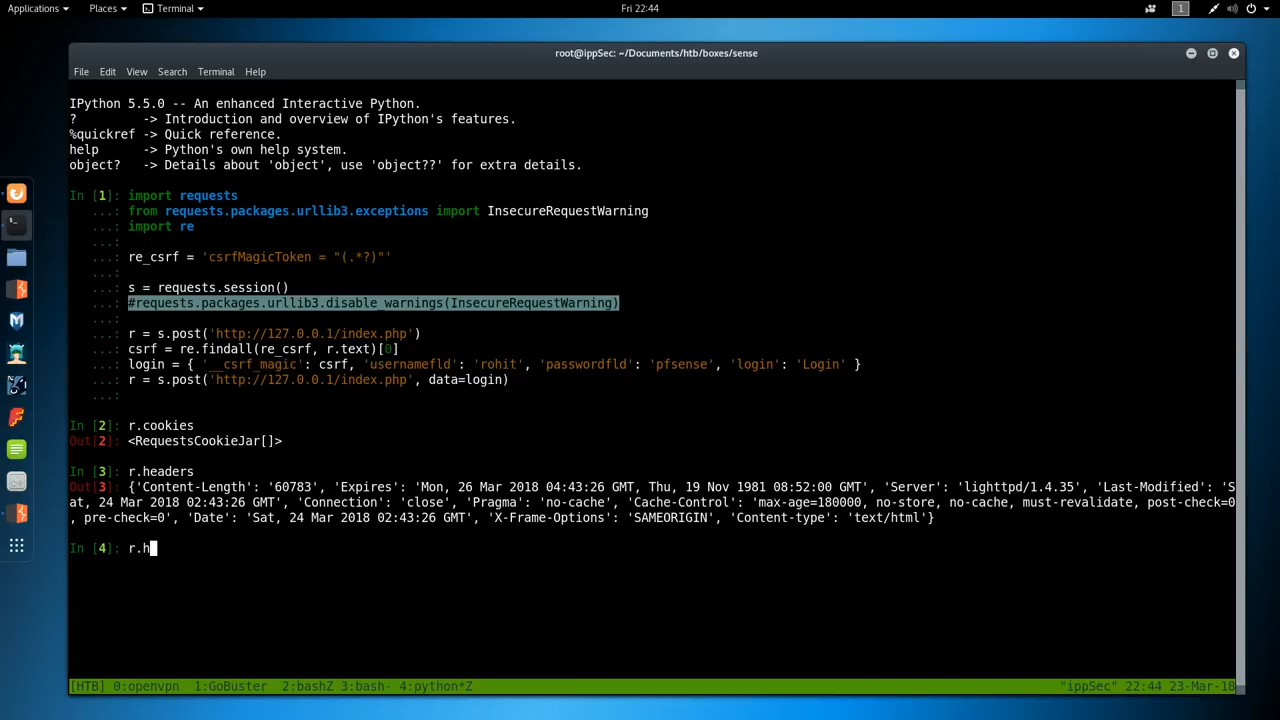 Applications Places Terminal Fri 22:44 1
root@ippSec: ~/Documents/htb/boxes/sense
File Edit View Search Terminal Help
IPython 5.5.0 -- An enhanced Interactive Python.
? -> Introduction and overview of IPython's features.
%quickref -> Quick reference.
help -> Python's own help system.
object? -> Details about 'object', use 'object??' for extra details.
In [1]: import requests
...: from requests.packages.urllib3.exceptions import InsecureRequestWarning
...: import re
...:
...: re_csrf = 'csrfMagicToken = "(.*?)"'
...:
...: s = requests.session()
...: #requests.packages.urllib3.disable_warnings(InsecureRequestWarning)
...:
...: r = s.post('http://127.0.0.1/index.php')
...: csrf = re.findall(re_csrf, r.text)[0]
...: login = { '__csrf_magic': csrf, 'usernamefld': 'rohit', 'passwordfld': 'pfsense', 'login': 'Login' }
...: r = s.post('http://127.0.0.1/index.php', data=login)
...:
In [2]: r.cookies
Out[2]: <RequestsCookieJar[]>
In [3]: r.headers
Out[3]: {'Content-Length': '60783', 'Expires': 'Mon, 26 Mar 2018 04:43:26 GMT, Thu, 19 Nov 1981 08:52:00 GMT', 'Server': 'lighttpd/1.4.35', 'Last-Modified': 'S
at, 24 Mar 2018 02:43:26 GMT', 'Connection': 'close', 'Pragma': 'no-cache', 'Cache-Control': 'max-age=180000, no-store, no-cache, must-revalidate, post-check=0
, pre-check=0', 'Date': 'Sat, 24 Mar 2018 02:43:26 GMT', 'X-Frame-Options': 'SAMEORIGIN', 'Content-type': 'text/html'}
In [4]: r.h
[HTB] 0:openvpn 1:GoBuster 2:bashZ 3:bash- 4:python*Z "ippSec" 22:44 23-Mar-18